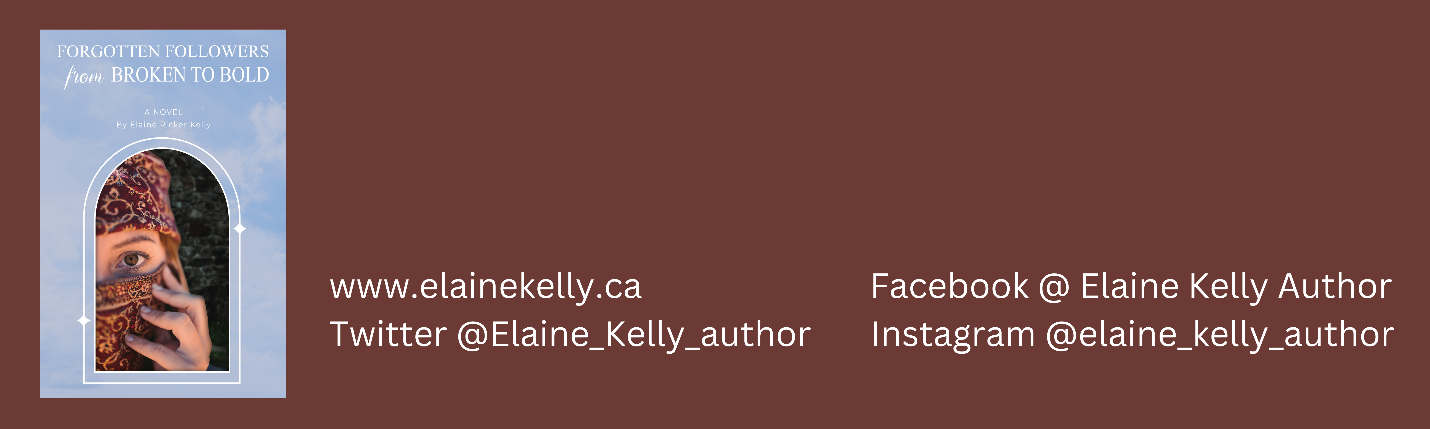 FORGOTTEN FOLLOWERS
from BROKEN TO BOLD
A NOVEL
By Elaine Ricker Kelly
www.elainekelly.ca
Twitter @Elaine_Kelly_author
Facebook @ Elaine Kelly Author
Instagram @elaine_kelly_author